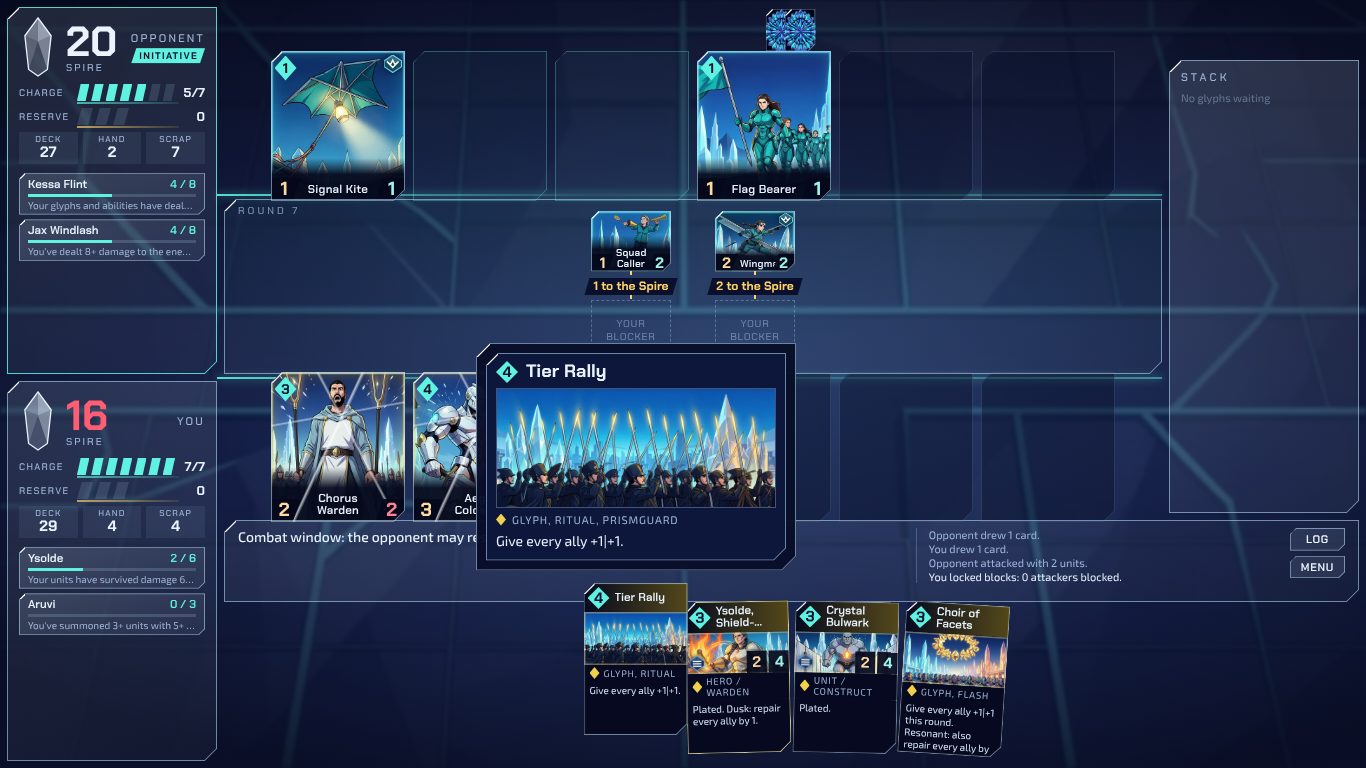 20
OPPONENT
INITIATIVE
SPIRE
CHARGE 5/7
RESERVE 0
DECK HAND SCRAP
27 2 7
Kessa Flint 4 / 8
Your glyphs and abilities have deal...
Jax Windlash 4 / 8
You've dealt 8+ damage to the ene...
1
1 Signal Kite 1
1
1 Flag Bearer 1
STACK
No glyphs waiting
ROUND 7
Squad
1 Caller 2
2 Wingm 2
1 to the Spire
2 to the Spire
YOUR
BLOCKER
YOUR
BLOCKER
16
YOU
SPIRE
CHARGE 7/7
RESERVE 0
DECK HAND SCRAP
29 4 4
Ysolde 2 / 6
Your units have survived damage 6...
Aruvi 0 / 3
You've summoned 3+ units with 5+ ...
3
Chorus
2 Warden 2
4
3
4 Tier Rally
GLYPH, RITUAL, PRISMGUARD
Give every ally +1|+1.
Combat window: the opponent may re
Opponent drew 1 card.
You drew 1 card.
Opponent attacked with 2 units.
You locked blocks: 0 attackers blocked.
LOG
MENU
4 Tier Rally
GLYPH, RITUAL
Give every ally +1|+1.
3 Ysolde,
Shield-...
2 4
HERO /
WARDEN
Plated. Dusk: repair
every ally by 1.
3 Crystal
Bulwark
2 4
UNIT /
CONSTRUCT
Plated.
3 Choir of
Facets
GLYPH, FLASH
Give every ally +1|+1
this round.
Resonant: also
repair every ally by